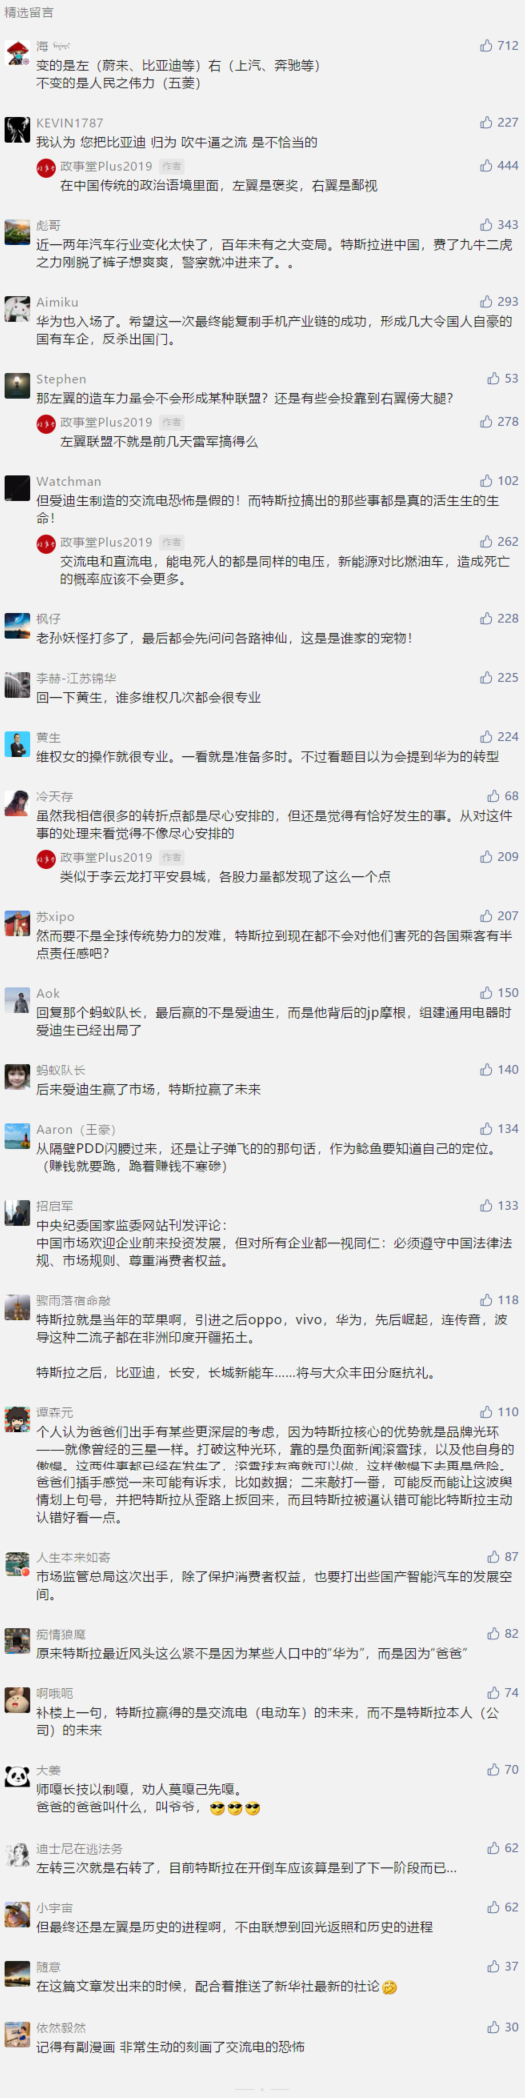 精选留言
海
712
变的是左（蔚来、比亚迪等）右（上汽、奔驰等）
不变的是人民之伟力（五菱）
KEVIN1787
227
我认为 您把比亚迪 归为 吹牛逼之流 是不恰当的
政事堂Plus2019 作者
444
在中国传统的政治语境里面，左翼是褒奖，右翼是鄙视
彪哥
343
近一两年汽车行业变化太快了，百年未有之大变局。特斯拉进中国，费了九牛二虎
之力刚脱了裤子想爽爽，警察就冲进来了。。
Aimiku
293
华为也入场了。希望这一次最终能复制手机产业链的成功，形成几大令国人自豪的
国有车企，反杀出国门。
Stephen
53
那左翼的造车力量会不会形成某种联盟？还是有些会投靠到右翼傍大腿？
政事堂Plus2019 作者
278
左翼联盟不就是前几天雷军搞得么
Watchman
102
但爱迪生制造的交流电恐怖是假的！而特斯拉搞出的那些事都是真的活生生的生
命！
政事堂Plus2019 作者
262
交流电和直流电，能电死人的都是同样的电压，新能源对比燃油车，造成死亡
的概率应该不会更多。
枫仔
228
老孙妖怪打多了，最后都会先问问各路神仙，这是是谁家的宠物！
李赫-江苏锦华
225
回一下黄生，谁多维权几次都会很专业
黄生
224
维权女的操作就很专业。一看就是准备多时。不过看题目以为会提到华为的转型
冷天存
68
虽然我相信很多的转折点都是尽心安排的，但还是觉得有恰好发生的事。从对这件
事的处理来看觉得不像尽心安排的
政事堂Plus2019 作者
209
类似于李云龙打平安县城，各股力量都发现了这么一个点
苏xipo
207
然而要不是全球传统势力的发难，特斯拉到现在都不会对他们害死的各国乘客有半
点责任感吧？
Aok
150
回复那个蚂蚁队长，最后赢的不是爱迪生，而是他背后的jp摩根，组建通用电器时
爱迪生已经出局了
蚂蚁队长
140
后来爱迪生赢了市场，特斯拉赢了未来
Aaron（王豪）
134
从隔壁PDD闪腰过来，还是让子弹飞的的那句话，作为鲶鱼要知道自己的定位。
（赚钱就要跪，跪着赚钱不寒碜）
招启军
133
中央纪委国家监委网站刊发评论：
中国市场欢迎企业前来投资发展，但对所有企业都一视同仁：必须遵守中国法律法
规、市场规则、尊重消费者权益。
骤雨落宿命敲
118
特斯拉就是当年的苹果啊，引进之后oppo，vivo，华为，先后崛起，连传音，波
导这种二流子都在非洲印度开疆拓土。
特斯拉之后，比亚迪，长安，长城新能车……将与大众丰田分庭抗礼。
谭森元
110
个人认为爸爸们出手有某些更深层的考虑，因为特斯拉核心的优势就是品牌光环
——就像曾经的三星一样。打破这种光环，靠的是负面新闻滚雪球，以及他自身的
傲慢。这两件事都已经在发生了，滚雪球友商就可以做，这样傲慢下去更是危险。
爸爸们插手感觉一来可能有诉求，比如数据；二来敲打一番，可能反而能让这波舆
情划上句号，并把特斯拉从歪路上扳回来，而且特斯拉被逼认错可能比特斯拉主动
认错好看一点。
人生本来如寄
87
市场监管总局这次出手，除了保护消费者权益，也要打出些国产智能汽车的发展空
间。
痴情狼魔
82
原来特斯拉最近风头这么紧不是因为某些人口中的“华为”，而是因为“爸爸”
啊哦呃
74
补楼上一句，特斯拉赢得的是交流电（电动车）的未来，而不是特斯拉本人（公
司）的未来
大姜
70
师嘎长技以制嘎，劝人莫嘎己先嘎。
爸爸的爸爸叫什么，叫爷爷，😎😎😎
迪士尼在逃法务
62
左转三次就是右转了，目前特斯拉在开倒车应该算是到了下一阶段而已...
小宇宙
62
但最终还是左翼是历史的进程啊，不由联想到回光返照和历史的进程
随意
37
在这篇文章发出来的时候，配合着推送了新华社最新的社论🤣
依然毅然
30
记得有副漫画 非常生动的刻画了交流电的恐怖